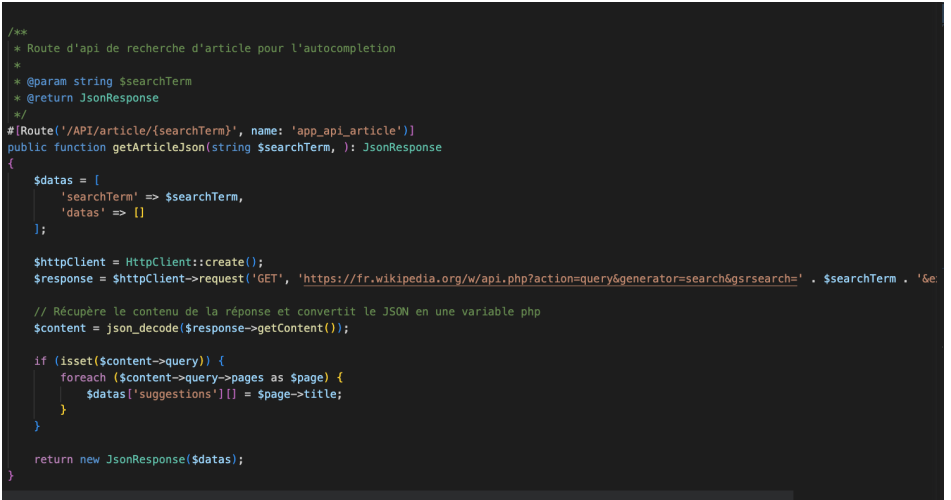 /**
 * Route d'api de recherche d'article pour l'autocompletion
 *
 * @param string $searchTerm
 * @return JsonResponse
 */
#[Route('/API/article/{searchTerm}', name: 'app_api_article')]
public function getArticleJson(string $searchTerm, ): JsonResponse
{
    $datas = [
        'searchTerm' => $searchTerm,
        'datas' => []
    ];
    $httpClient = HttpClient::create();
    $response = $httpClient->request('GET', 'https://fr.wikipedia.org/w/api.php?action=query&generator=search&gsrsearch=' . $searchTerm . '&e
    // Récupère le contenu de la réponse et convertit le JSON en une variable php
    $content = json_decode($response->getContent());
    if (isset($content->query)) {
        foreach ($content->query->pages as $page) {
            $datas['suggestions'][] = $page->title;
        }
    }
    return new JsonResponse($datas);
}